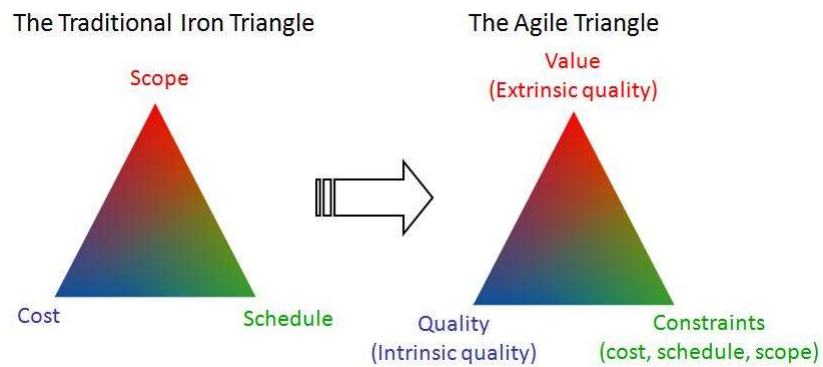 The Traditional Iron Triangle
Scope
Cost
Schedule
The Agile Triangle
Value
(Extrinsic quality)
Quality
(Intrinsic quality)
Constraints
(cost, schedule, scope)